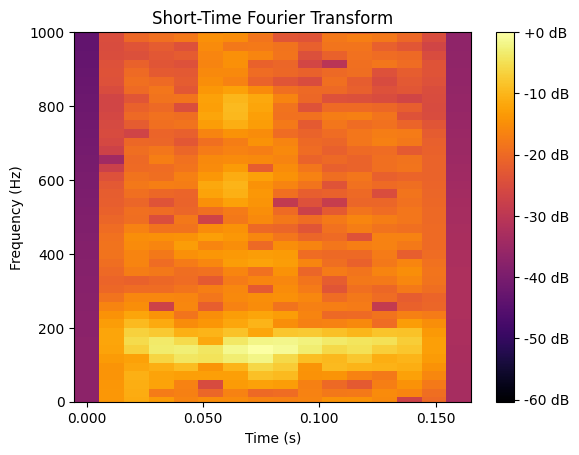 Short-Time Fourier Transform
1000
800
600
400
200
0
Frequency (Hz)
0.000
0.050
0.100
0.150
Time (s)
+0 dB
-10 dB
-20 dB
-30 dB
-40 dB
-50 dB
-60 dB